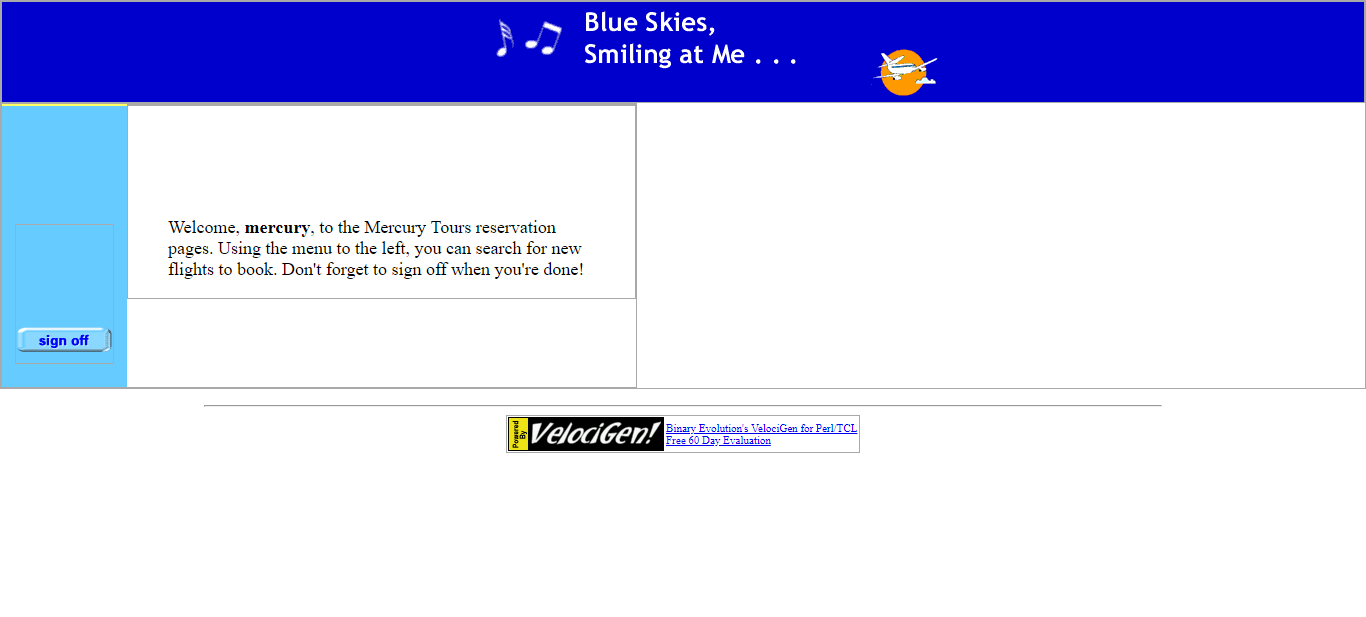 Blue Skies,
Smiling at Me . . .
Welcome, mercury, to the Mercury Tours reservation
pages. Using the menu to the left, you can search for new
flights to book. Don't forget to sign off when you're done!
sign off
Powered
By
VelociGen!
Binary Evolution's VelociGen for Perl/TCL
Free 60 Day Evaluation